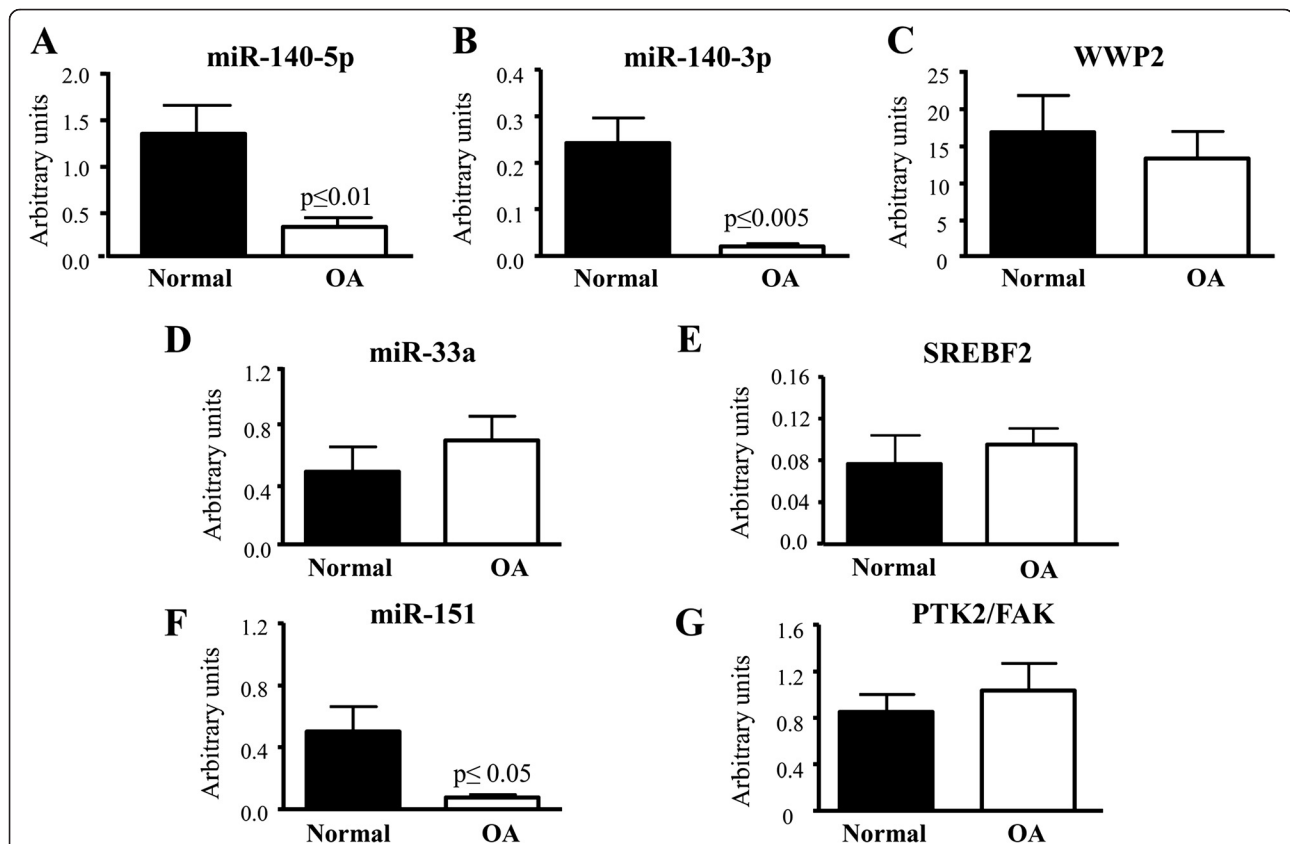 A
miR-140-5p
Arbitrary units
2.0
1.5
1.0
0.5
0.0
p≤0.01
Normal OA
B
miR-140-3p
Arbitrary units
0.4
0.3
0.2
0.1
0.0
p≤0.005
Normal OA
C
WWP2
Arbitrary units
25
20
15
10
5
0
Normal OA
D
miR-33a
Arbitrary units
1.2
0.8
0.4
0.0
Normal OA
E
SREBF2
Arbitrary units
0.16
0.12
0.08
0.04
0.0
Normal OA
F
miR-151
Arbitrary units
1.2
0.8
0.4
0.0
p≤ 0.05
Normal OA
G
PTK2/FAK
Arbitrary units
1.6
1.2
0.8
0.4
0
Normal OA